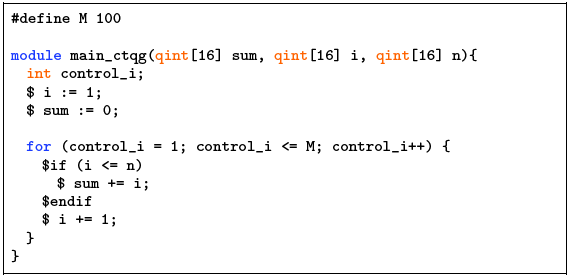 #define M 100

module main_ctqg(qint[16] sum, qint[16] i, qint[16] n){
  int control_i;
  $ i := 1;
  $ sum := 0;

  for (control_i = 1; control_i <= M; control_i++) {
    $if (i <= n)
      $ sum += i;
    $endif
    $ i += 1;
  }
}